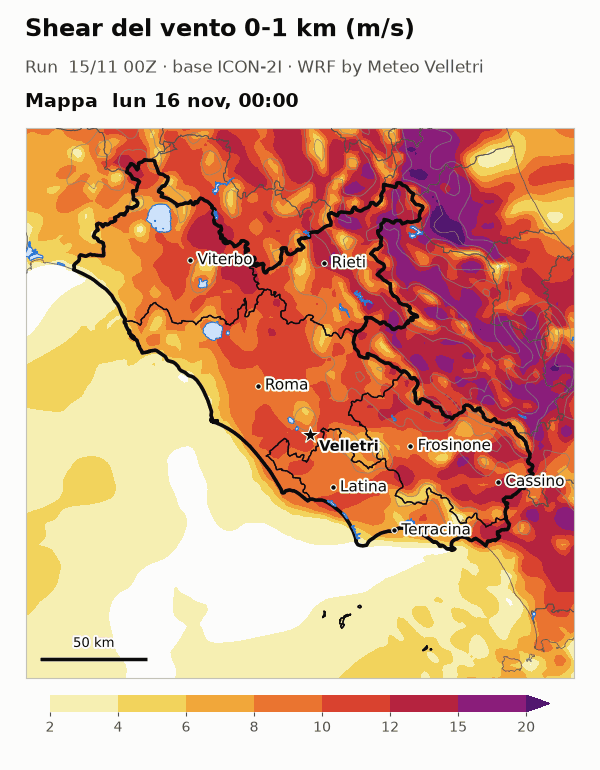 Shear del vento 0-1 km (m/s)
Run 15/11 00Z · base ICON-2I · WRF by Meteo Velletri
Mappa lun 16 nov, 00:00
Viterbo
Rieti
Roma
Velletri
Frosinone
Cassino
Latina
Terracina
50 km
2 4 6 8 10 12 15 20